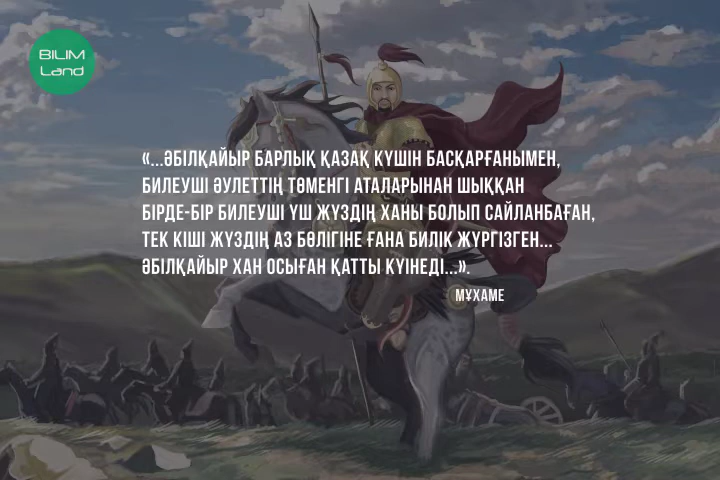 BILIM
Land
«...ӘБІЛҚАЙЫР БАРЛЫҚ ҚАЗАҚ КҮШІН БАСҚАРҒАНЫМЕН,
БИЛЕУШІ ӘУЛЕТТІҢ ТӨМЕНГІ АТАЛАРЫНАН ШЫҚҚАН
БІРДЕ-БІР БИЛЕУШІ ҮШ ЖҮЗДІҢ ХАНЫ БОЛЫП САЙЛАНБАҒАН,
ТЕК КІШІ ЖҮЗДІҢ АЗ БӨЛІГІНЕ ҒАНА БИЛІК ЖҮРГІЗГЕН...
ӘБІЛҚАЙЫР ХАН ОСЫҒАН ҚАТТЫ КҮІНЕДІ...».
МҰХАМЕ